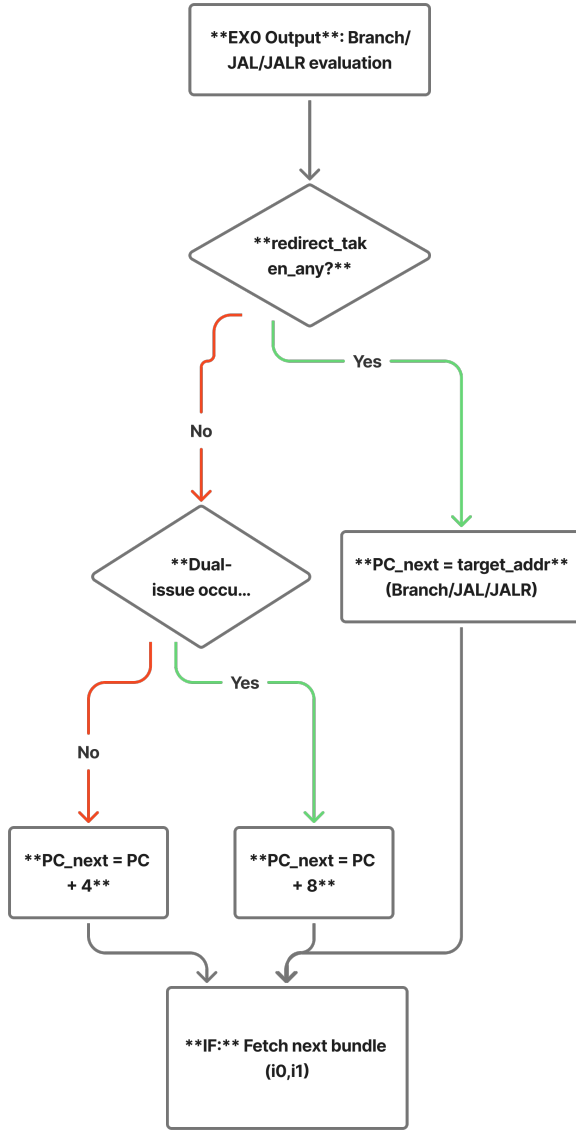 **EX0 Output**: Branch/
JAL/JALR evaluation
**redirect_tak
en_any?**
Yes
No
**Dual-
issue occu...
**PC_next = target_addr**
(Branch/JAL/JALR)
Yes
No
**PC_next = PC
+ 4**
**PC_next = PC
+ 8**
**IF:** Fetch next bundle
(i0,i1)